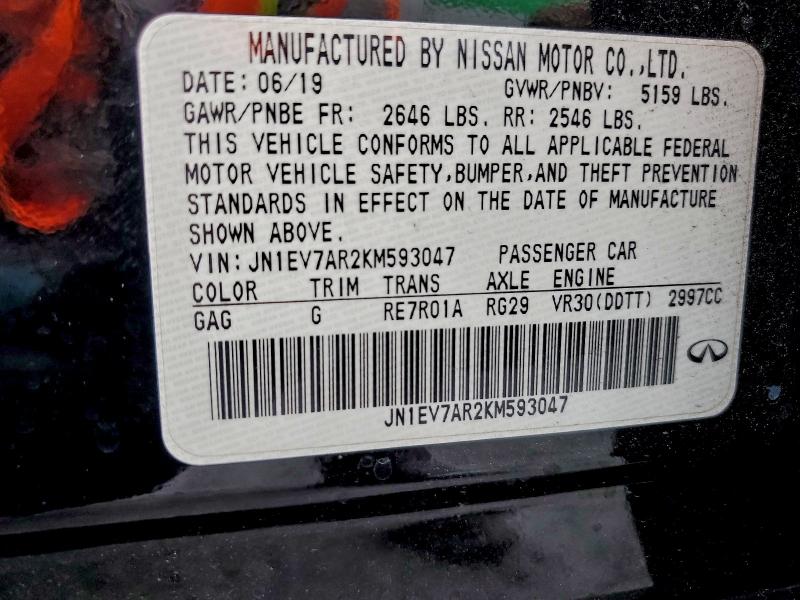 MANUFACTURED BY NISSAN MOTOR CO.,LTD.
DATE: 06/19 GVWR/PNBV: 5159 LBS.
GAWR/PNBE FR: 2646 LBS. RR: 2546 LBS.
THIS VEHICLE CONFORMS TO ALL APPLICABLE FEDERAL
MOTOR VEHICLE SAFETY,BUMPER,AND THEFT PREVENTION
STANDARDS IN EFFECT ON THE DATE OF MANUFACTURE
SHOWN ABOVE.
VIN:JN1EV7AR2KM593047 PASSENGER CAR
COLOR TRIM TRANS AXLE ENGINE
GAG G RE7R01A RG29 VR30(DDTT) 2997CC
JN1EV7AR2KM593047